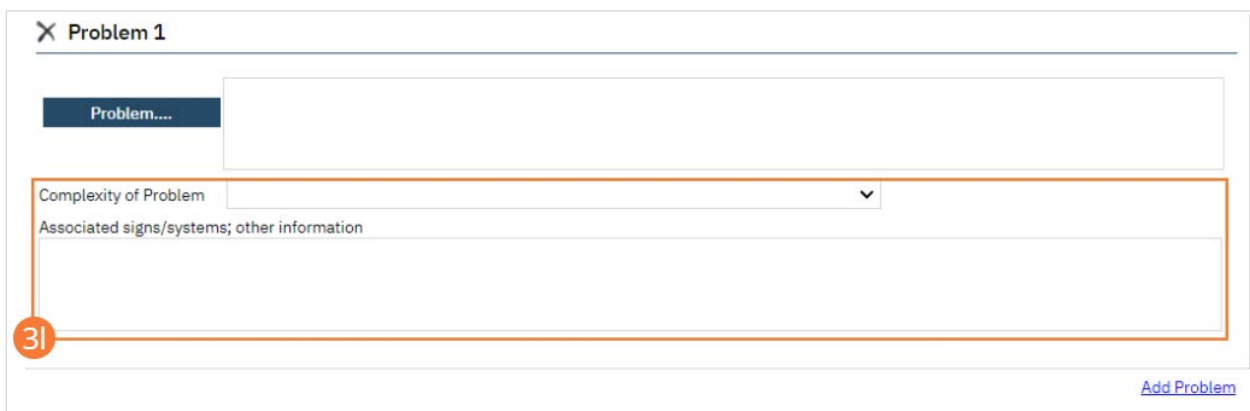 Problem 1
Problem....
Complexity of Problem
Associated signs/systems; other information
3l
Add Problem